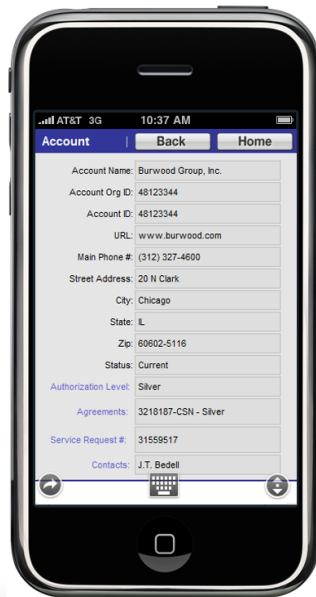 AT&T 3G 10:37 AM
Account | Back Home
Account Name: Burwood Group, Inc.
Account Org ID: 48123344
Account ID: 48123344
URL: www.burwood.com
Main Phone #: (312) 327-4600
Street Address: 20 N Clark
City: Chicago
State: IL
Zip: 60602-5116
Status: Current
Authorization Level: Silver
Agreements: 3218187-CSN - Silver
Service Request #: 31559517
Contacts: J.T. Bedell